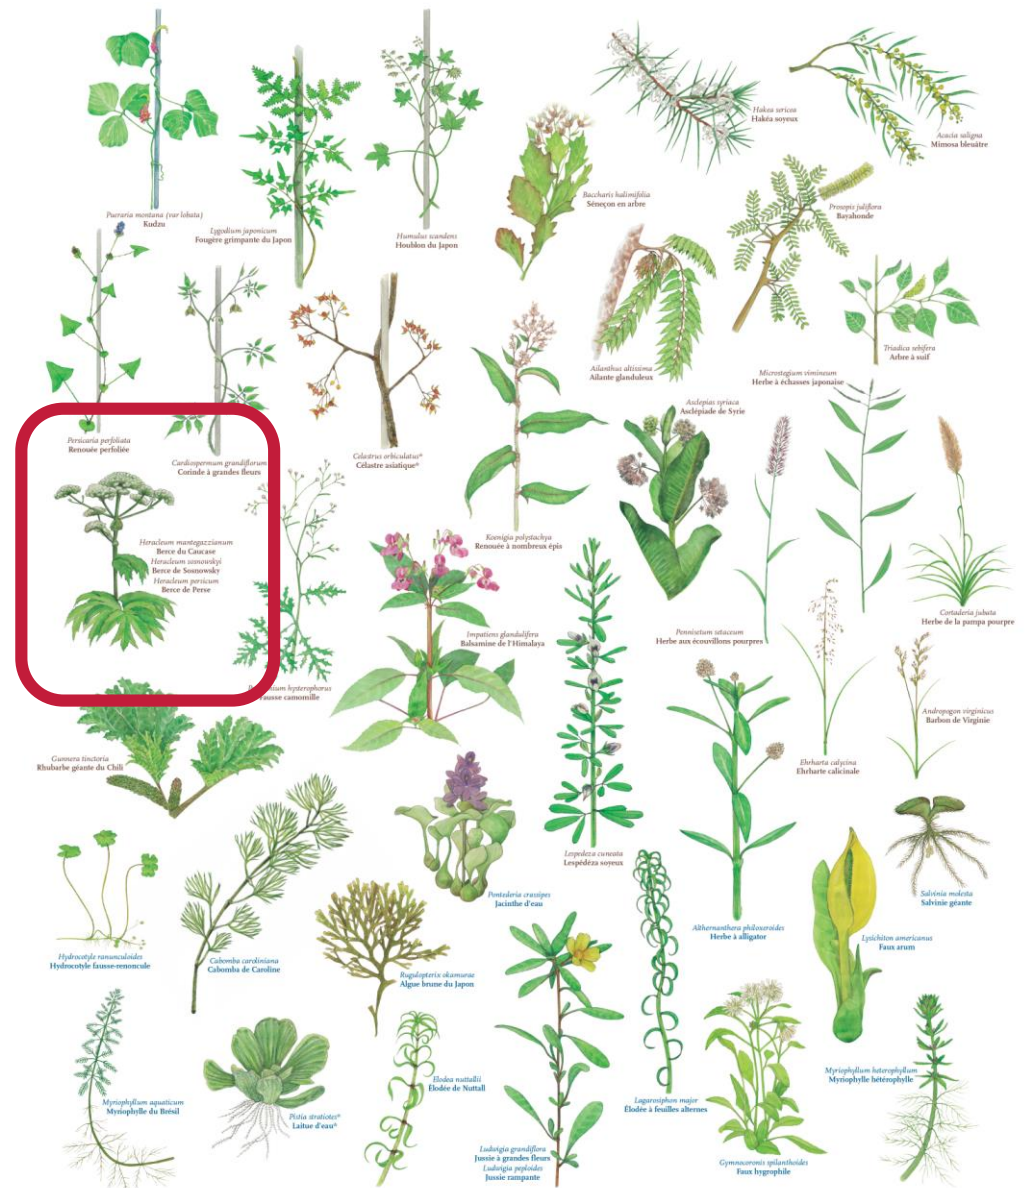 Pueraria montana (var lobata)
Kudzu
Lygodium japonicum
Fougère grimpante du Japon
Humulus scandens
Houblon du Japon
Baccharis halimifolia
Séneçon en arbre
Hakea sericea
Hakéa soyeux
Acacia saligna
Mimosa bleuâtre
Prosopis juliflora
Bayahonde
Triadica sebifera
Arbre à suif
Ailanthus altissima
Ailante glanduleux
Microstegium vimineum
Herbe à échasses japonaise
Persicaria perfoliata
Renouée perfoliée
Cardiospermum grandiflorum
Corinde à grandes fleurs
Celastrus orbiculatus*
Célastre asiatique*
Koenigia polystachya
Renouée à nombreux épis
Asclepias syriaca
Asclépiade de Syrie
Heracleum mantegazzianum
Berce du Caucase
Heracleum sosnowskyi
Berce de Sosnowsky
Heracleum persicum
Berce de Perse
hysterophorus
fausse camomille
Impatiens glandulifera
Balsamine de l'Himalaya
Pennisetum setaceum
Herbe aux écouvillons pourpres
Cortaderia jubata
Herbe de la pampa pourpre
Andropogon virginicus
Barbon de Virginie
Ehrharta calycina
Ehrharte calicinale
Gunnera tinctoria
Rhubarbe géante du Chili
Lespedeza cuneata
Lespédéza soyeux
Pontederia crassipes
Jacinthe d'eau
Salvinia molesta
Salvinie géante
Althernanthera philoxeroides
Herbe à alligator
Lysichiton americanus
Faux arum
Hydrocotyle ranunculoides
Hydrocotyle fausse-renoncule
Cabomba caroliniana
Cabomba de Caroline
Rugulopterix okamurae
Algue brune du Japon
Myriophyllum aquaticum
Myriophylle du Brésil
Pistia stratiotes*
Laitue d'eau*
Elodea nuttallii
Élodée de Nuttall
Ludwigia grandiflora
Jussie à grandes fleurs
Ludwigia peploides
Jussie rampante
Lagarosiphon major
Élodée à feuilles alternes
Gymnocoronis spilanthoides
Faux hygrophile
Myriophyllum heterophyllum
Myriophylle hétérophylle